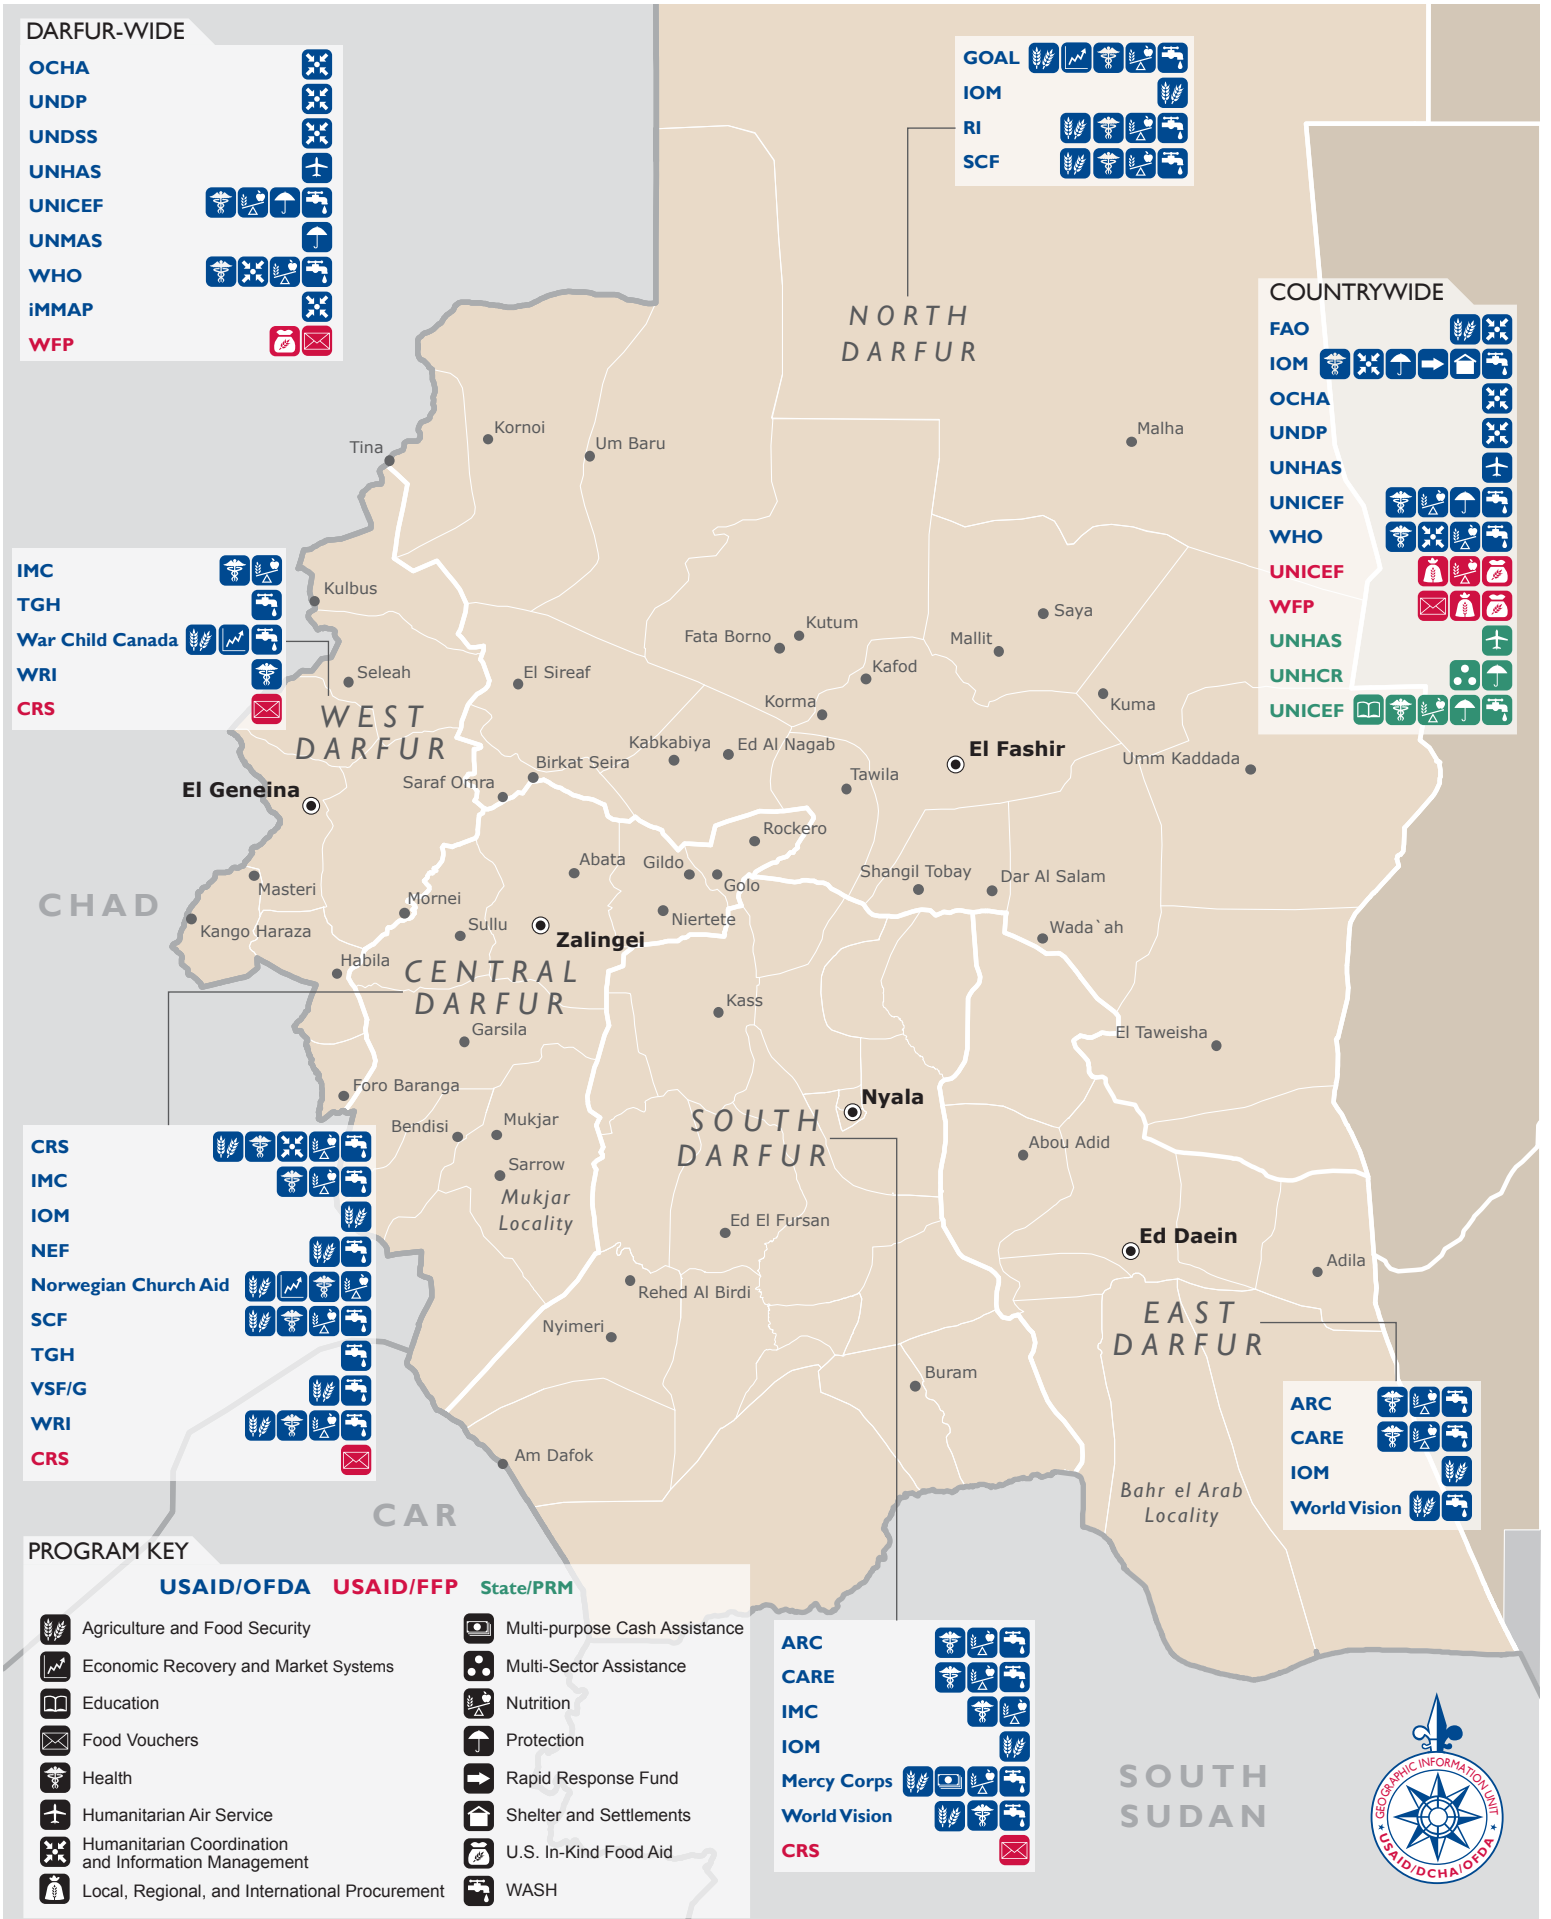 DARFUR-WIDE
OCHA
UNDP
UNDSS
UNHAS
UNICEF
UNMAS
WHO
iMMAP
WFP
GOAL
IOM
RI
SCF
COUNTRYWIDE
FAO
IOM
OCHA
UNDP
UNHAS
UNICEF
WHO
UNICEF
WFP
UNHAS
UNHCR
UNICEF
NORTH
DARFUR
Kornoi
Um Baru
Tina
Malha
IMC
TGH
War Child Canada
WRI
CRS
Kulbus
Saya
Kutum
Fata Borno
Mallit
Kafod
Seleah
El Sireaf
Korma
Kuma
WEST
DARFUR
Kabkabiya
Ed Al Nagab
El Fashir
Birkat Seira
Umm Kaddada
Tawila
Saraf Omra
El Geneina
Rockero
Abata
Gildo
Golo
Shangil Tobay
Dar Al Salam
Masteri
CHAD
Mornei
Niertete
Sullu
Kango Haraza
Wada`ah
Zalingei
Habila
CENTRAL
DARFUR
Kass
Garsila
El Taweisha
Foro Baranga
Nyala
Bendisi
Mukjar
SOUTH
DARFUR
Abou Adid
Sarrow
Mukjar
Locality
Ed El Fursan
Ed Daein
Adila
Rehed Al Birdi
EAST
DARFUR
Nyimeri
Buram
Am Dafok
Bahr el Arab
Locality
CAR
CRS
IMC
IOM
NEF
Norwegian Church Aid
SCF
TGH
VSF/G
WRI
CRS
ARC
CARE
IOM
World Vision
PROGRAM KEY
USAID/OFDA USAID/FFP State/PRM
Agriculture and Food Security
Economic Recovery and Market Systems
Education
Food Vouchers
Health
Humanitarian Air Service
Humanitarian Coordination
and Information Management
Local, Regional, and International Procurement
Multi-purpose Cash Assistance
Multi-Sector Assistance
Nutrition
Protection
Rapid Response Fund
Shelter and Settlements
U.S. In-Kind Food Aid
WASH
ARC
CARE
IMC
IOM
Mercy Corps
World Vision
CRS
SOUTH
SUDAN
GEOGRAPHIC INFORMATION UNIT
USAID/DCHA/OFDA